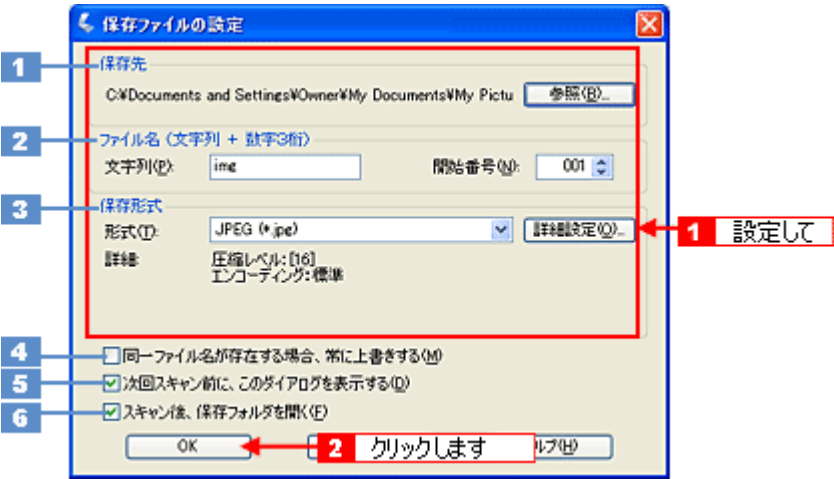 保存ファイルの設定
1
保存先
C:¥Documents and Settings¥Owner¥My Documents¥My Pictu
参照(B)...
2
ファイル名 (文字列 + 数字3桁)
文字列(P):
img
開始番号(N):
001
3
保存形式
形式(T):
JPEG (*.jpg)
詳細設定(O)...
1 設定して
詳細:
圧縮レベル:[16]
エンコーディング:標準
4
同一ファイル名が存在する場合、常に上書きする(M)
5
次回スキャン前に、このダイアログを表示する(D)
6
スキャン後、保存フォルダを開く(F)
OK
2 クリックします
ルプ(H)